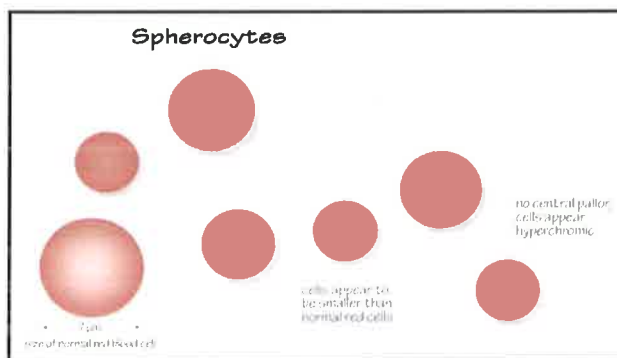 Spherocytes
no central pallor,
cells appear
hyperchromic
cells appear to
be smaller than
normal red cells
7 µm
size of normal red blood cell